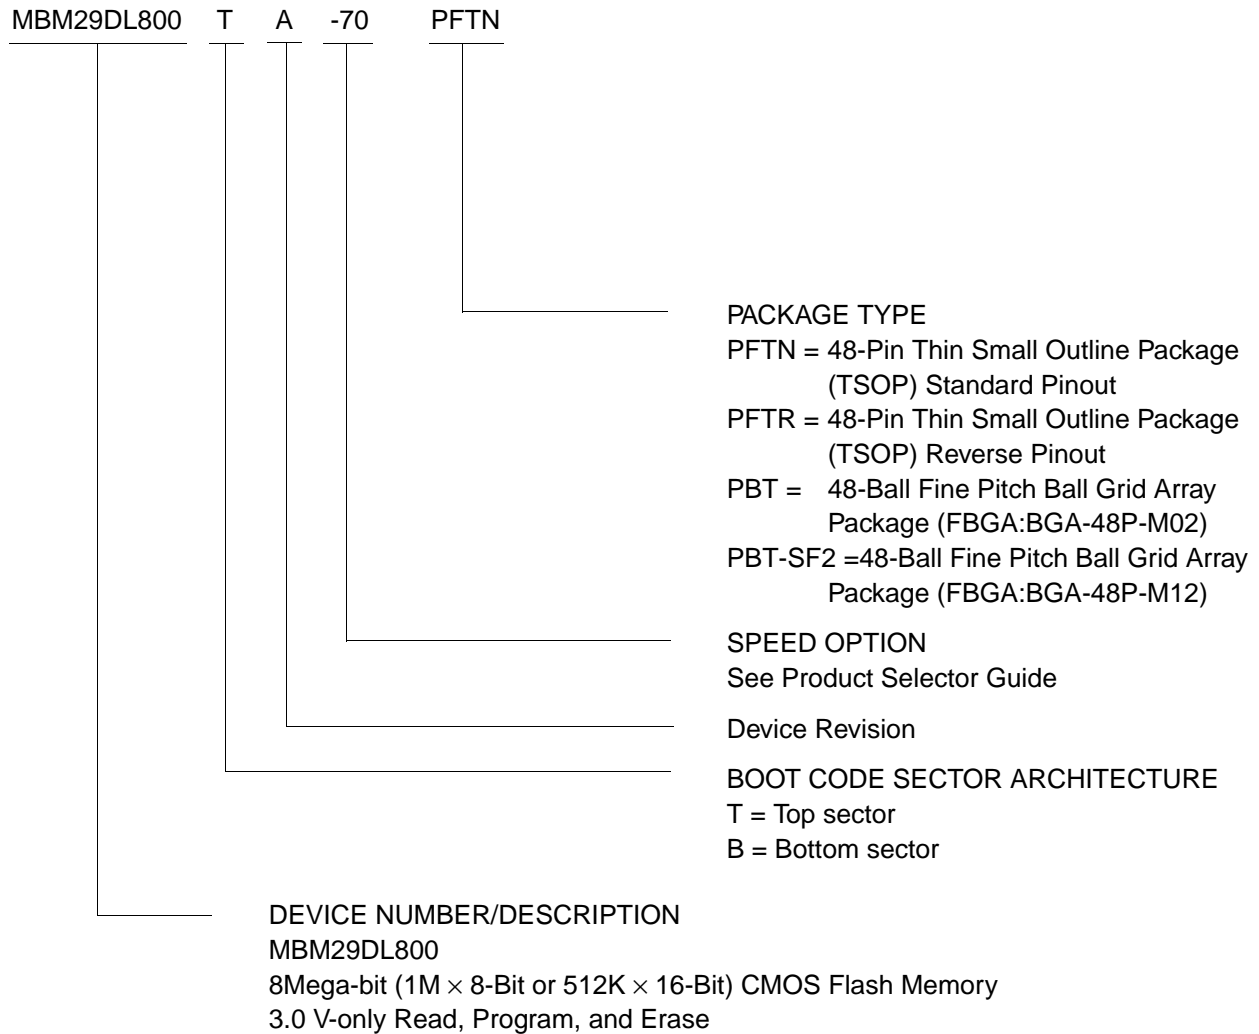 MBM29DL800 T A -70 PFTN
PACKAGE TYPE
PFTN = 48-Pin Thin Small Outline Package
(TSOP) Standard Pinout
PFTR = 48-Pin Thin Small Outline Package
(TSOP) Reverse Pinout
PBT = 48-Ball Fine Pitch Ball Grid Array
Package (FBGA:BGA-48P-M02)
PBT-SF2 =48-Ball Fine Pitch Ball Grid Array
Package (FBGA:BGA-48P-M12)
SPEED OPTION
See Product Selector Guide
Device Revision
BOOT CODE SECTOR ARCHITECTURE
T = Top sector
B = Bottom sector
DEVICE NUMBER/DESCRIPTION
MBM29DL800
8Mega-bit (1M × 8-Bit or 512K × 16-Bit) CMOS Flash Memory
3.0 V-only Read, Program, and Erase